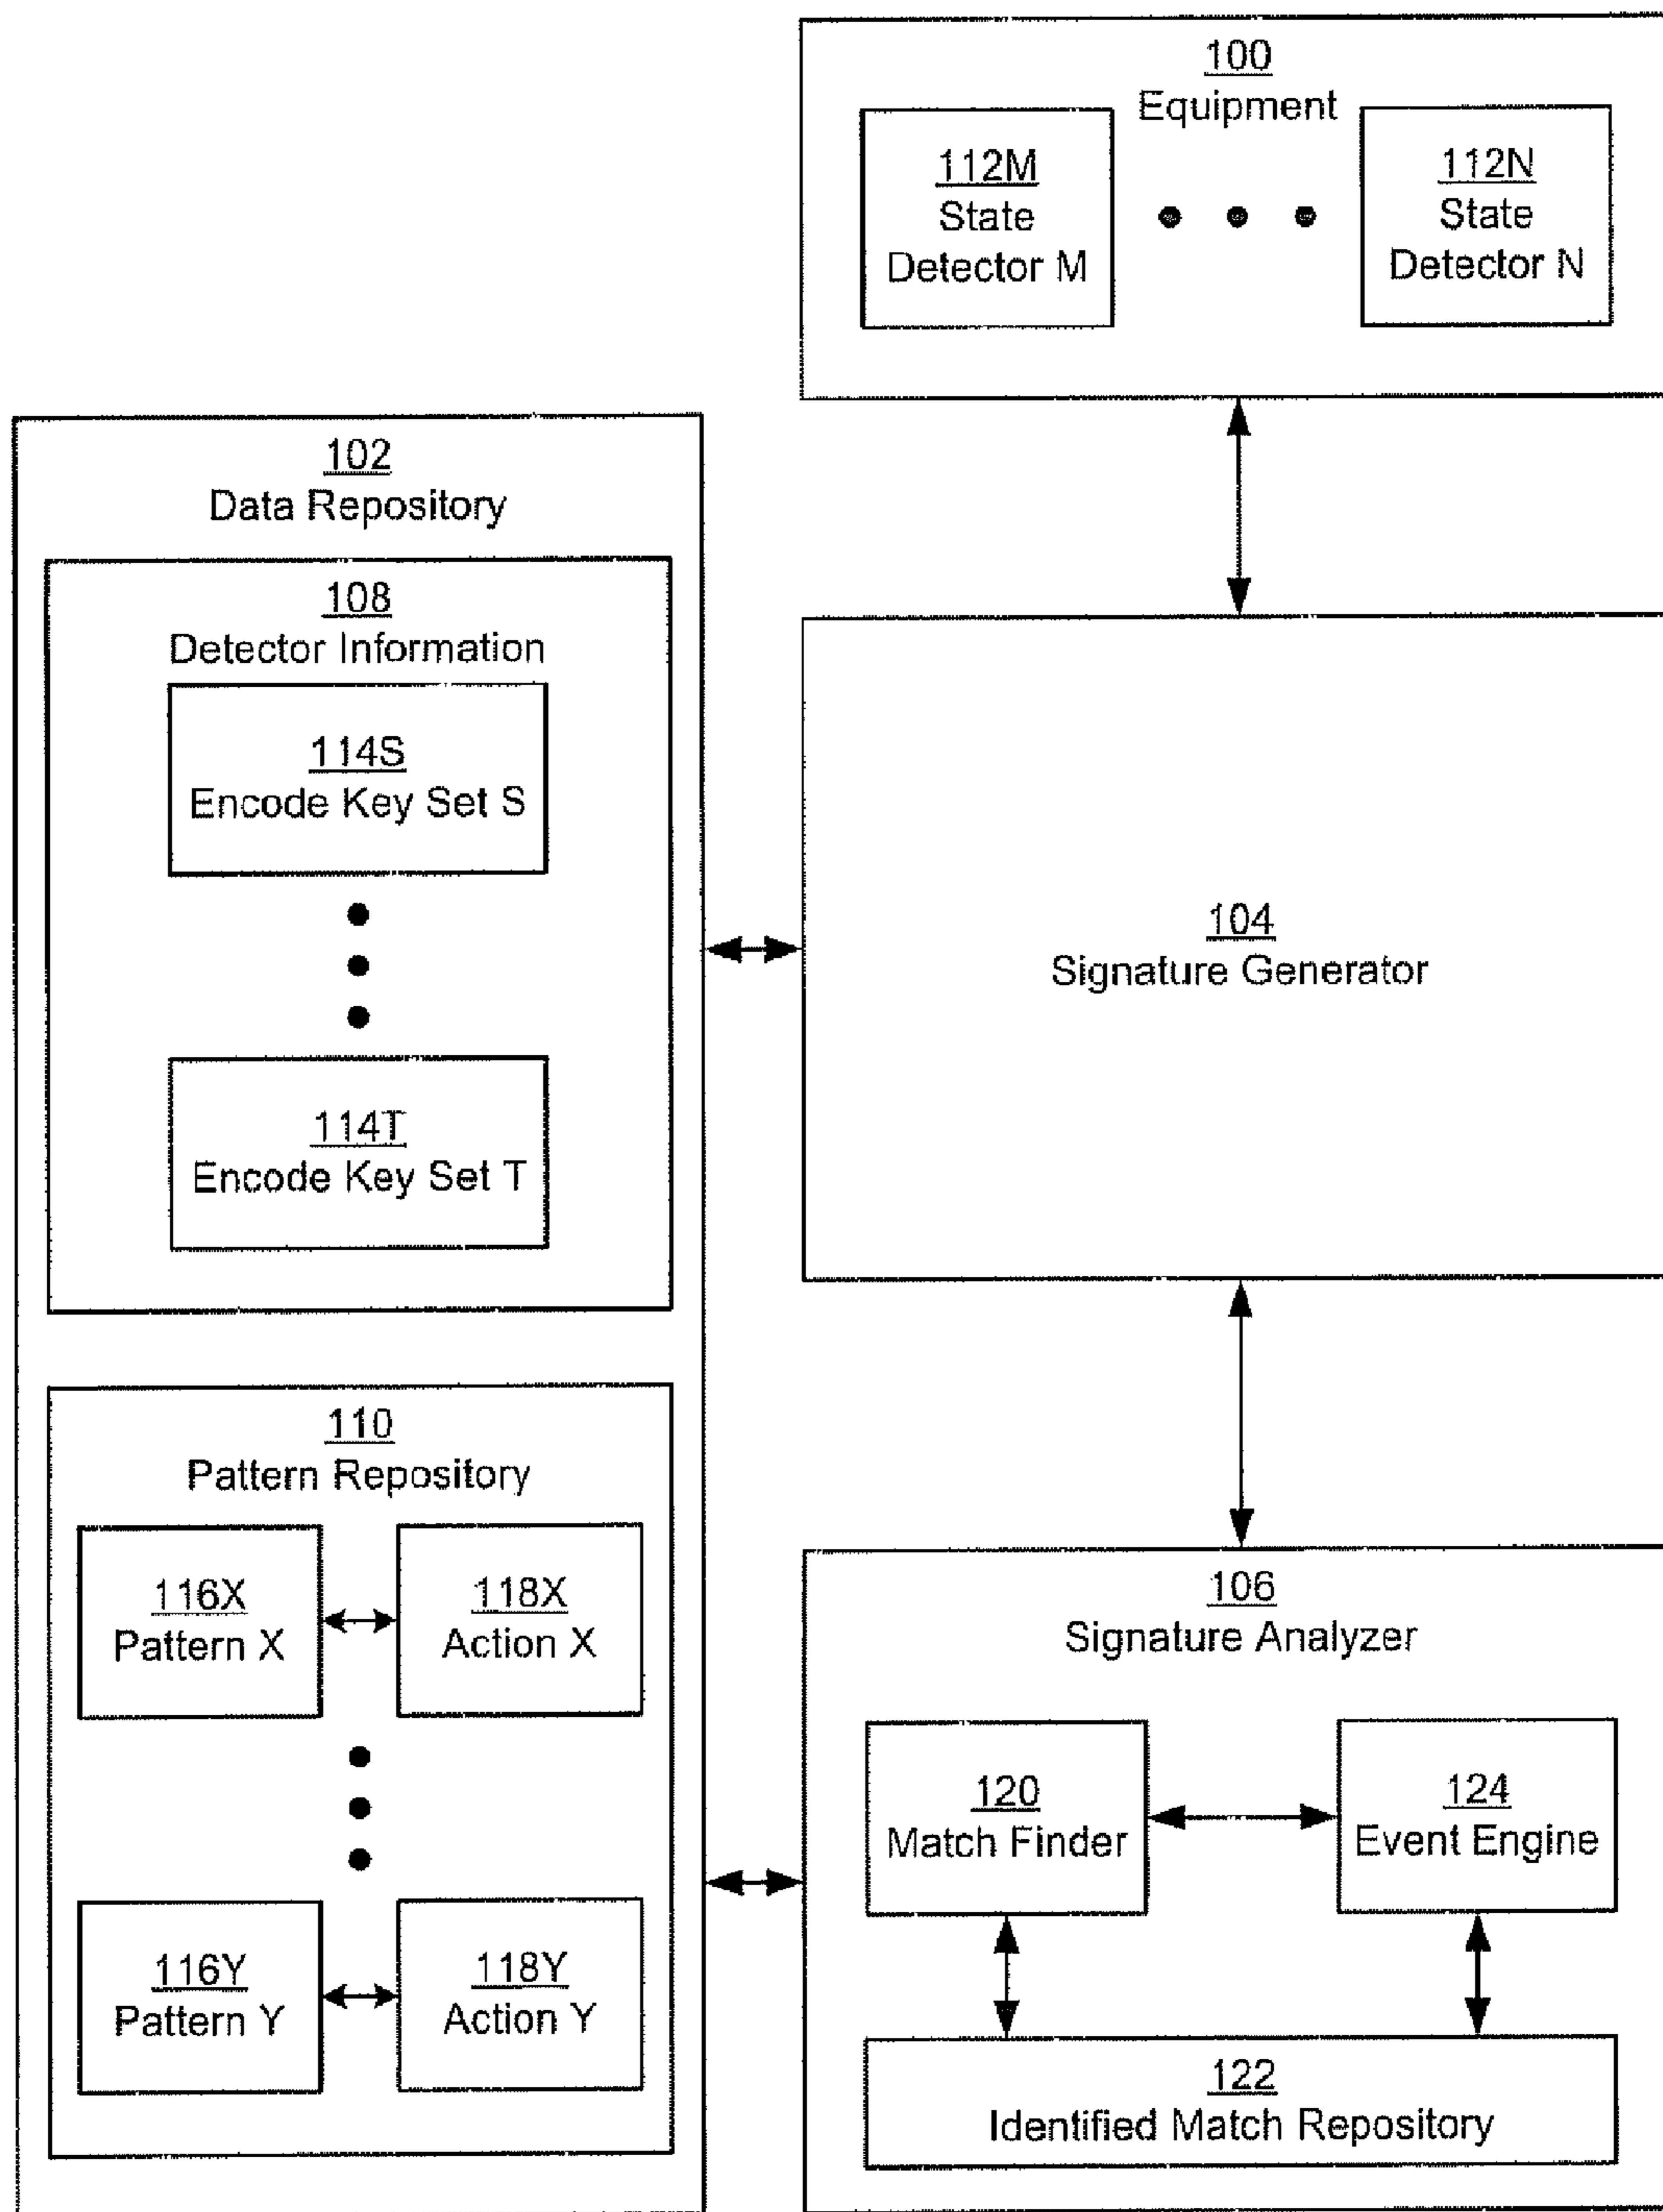 100
Equipment
112M
State
Detector M
112N
State
Detector N
102
Data Repository
108
Detector Information
114S
Encode Key Set S
114T
Encode Key Set T
104
Signature Generator
110
Pattern Repository
116X
Pattern X
118X
Action X
116Y
Pattern Y
118Y
Action Y
106
Signature Analyzer
120
Match Finder
124
Event Engine
122
Identified Match Repository